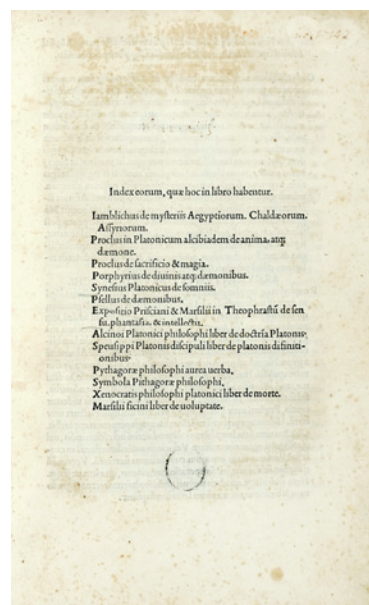 Index eorum, quæ hoc in libro habentur.
Iamblichus de mysteriis Aegyptiorum. Chaldæorum.
Assyriorum.
Proclus in Platonicum alcibiadem de anima, atq;
dæmone.
Proclus de sacrificio & magia.
Porphyrius de diuinis atq; dæmonibus.
Synesius Platonicus de somniis.
Psellus de dæmonibus.
Expositio Prisciani & Marsilii in Theophrastū de sen
su, phantasia, & intellectu.
Alcinoi Platonici philosophi liber de doctrīa Platonis.
Speusippi Platonis discipuli liber de platonis difiniti-
onibus.
Pythagoræ philosophi aurea uerba.
Symbola Pithagoræ philosophi.
Xenocratis philosophi platonici liber de morte.
Marsilii ficini liber de uoluptate.